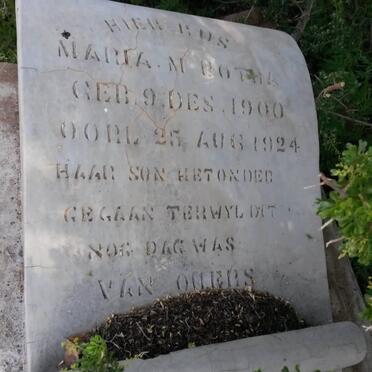 HIER RUS
MARIA. M. BOTHA
GEB. 9. DES. 1900
OORL 25 AUG. 1924
HAAR SON HET ONDER
GEGAAN TERWYL DIT
NOG DAG WAS
VAN OUERS